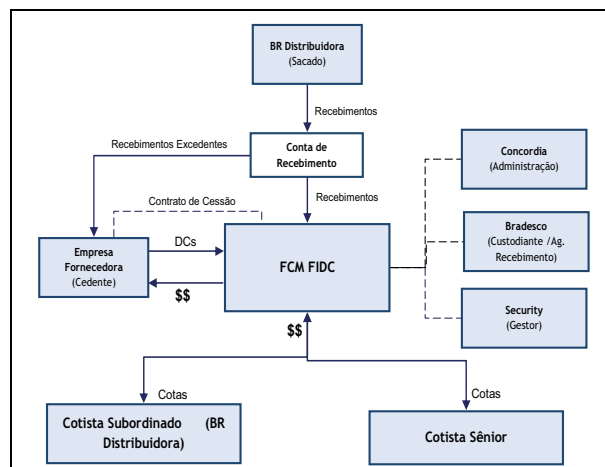 BR Distribuidora
(Sacado)
Recebimentos
Recebimentos Excedentes
Conta de
Recebimento
Concordia
(Administração)
Contrato de Cessão
Recebimentos
Empresa
Fornecedora
(Cedente)
DCs
$$
FCM FIDC
Bradesco
(Custodiante /Ag.
Recebimento)
Security
(Gestor)
$$
Cotas
Cotas
Cotista Subordinado (BR
Distribuidora)
Cotista Sênior